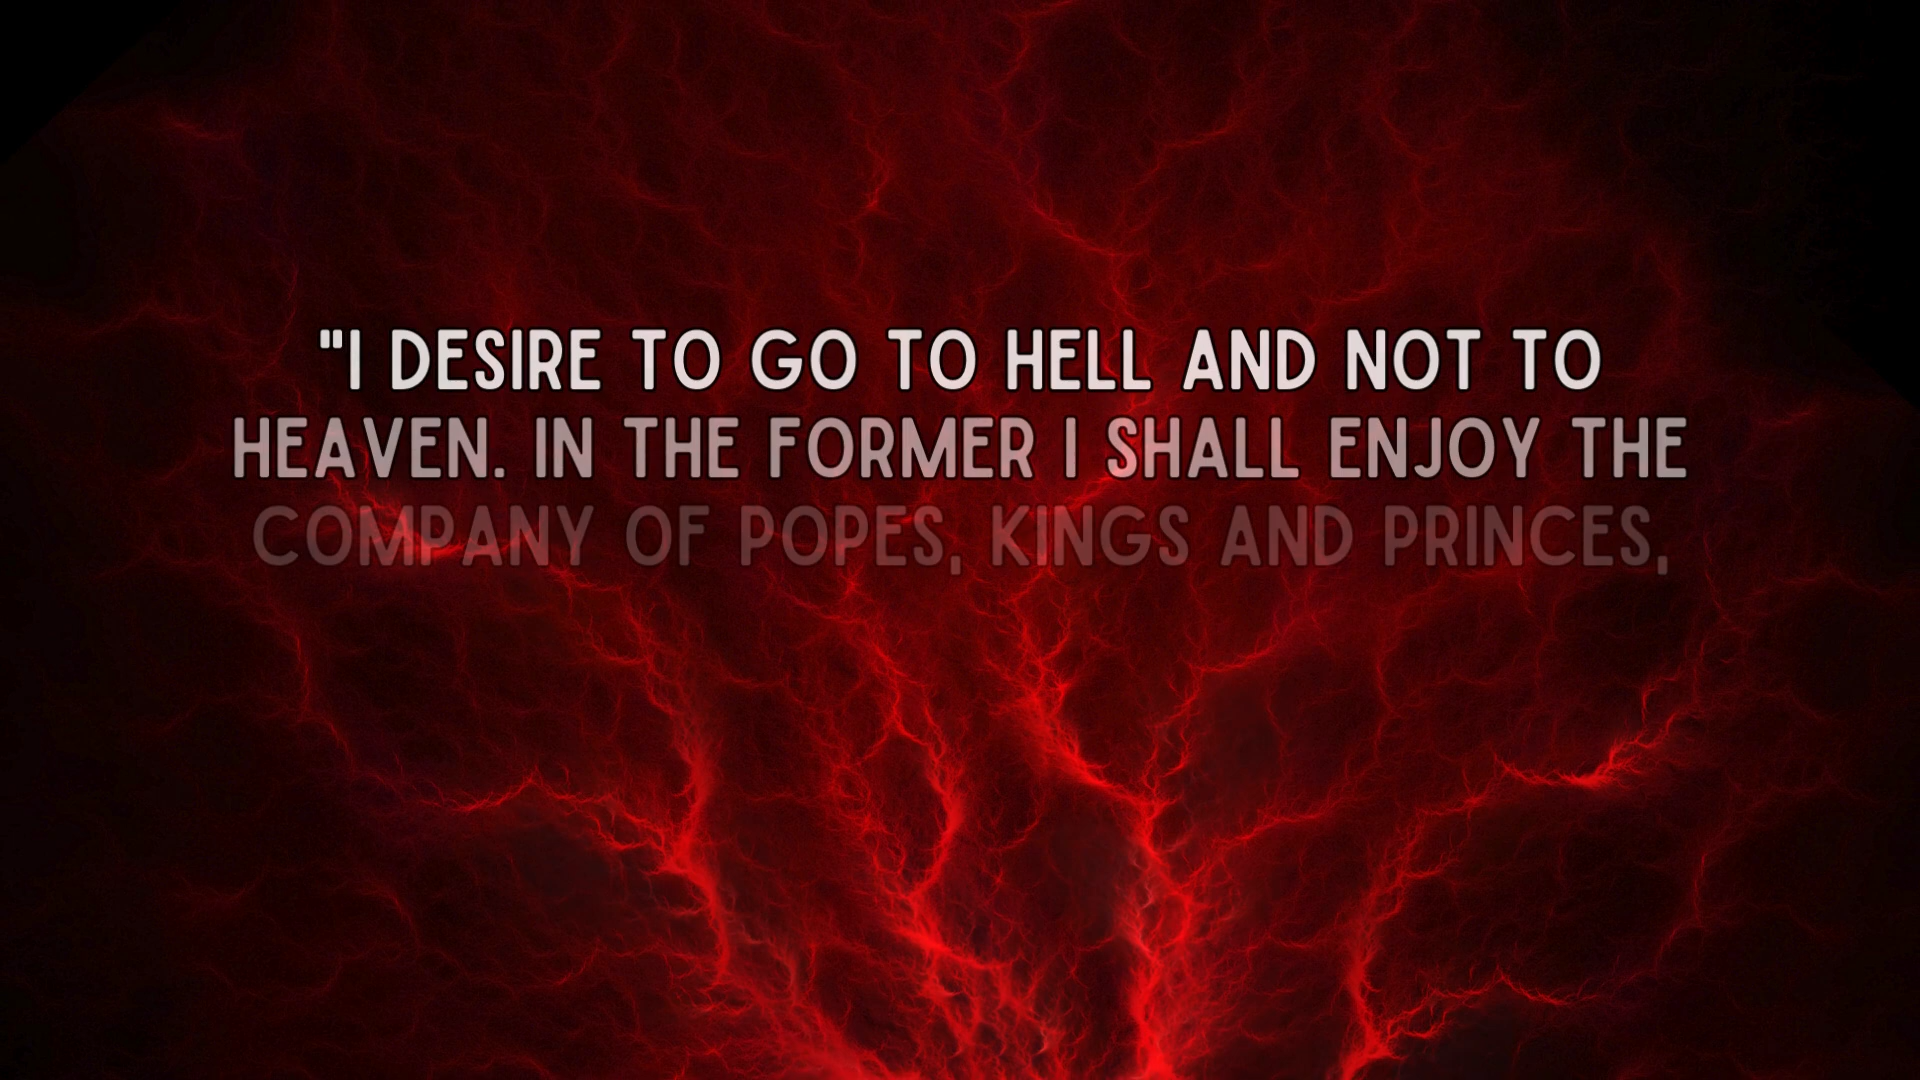 "I DESIRE TO GO TO HELL AND NOT TO
HEAVEN. IN THE FORMER I SHALL ENJOY THE
COMPANY OF POPES, KINGS AND PRINCES,